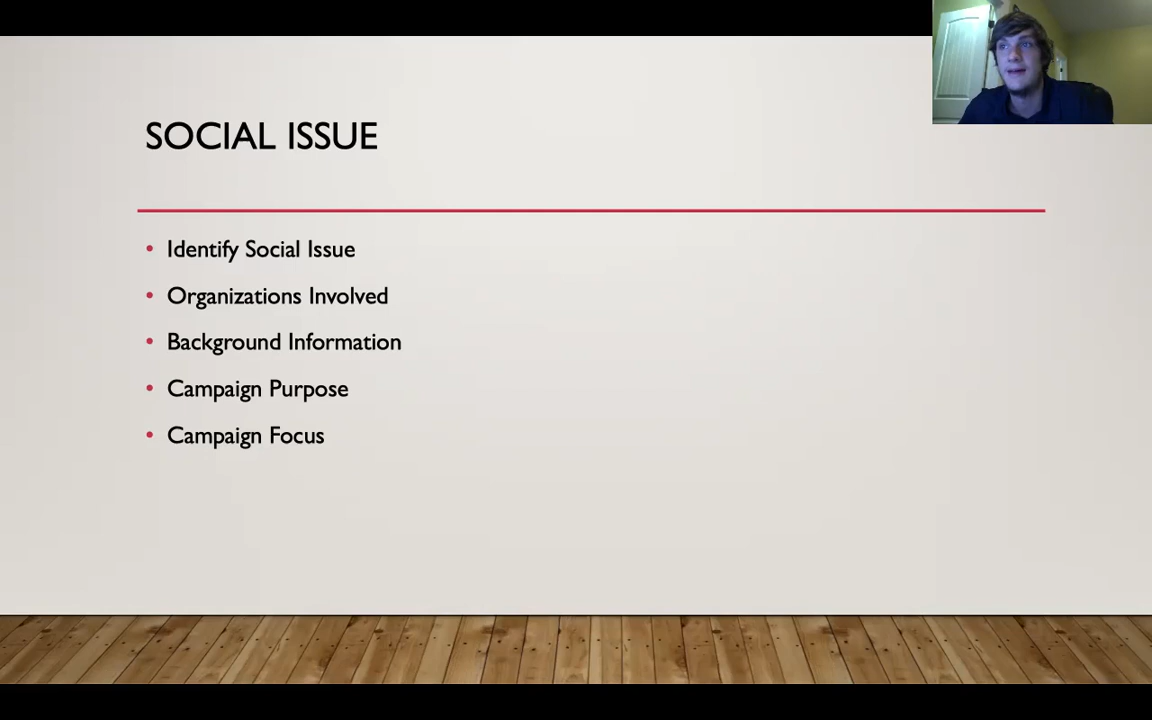 SOCIAL ISSUE
• Identify Social Issue
• Organizations Involved
• Background Information
• Campaign Purpose
• Campaign Focus